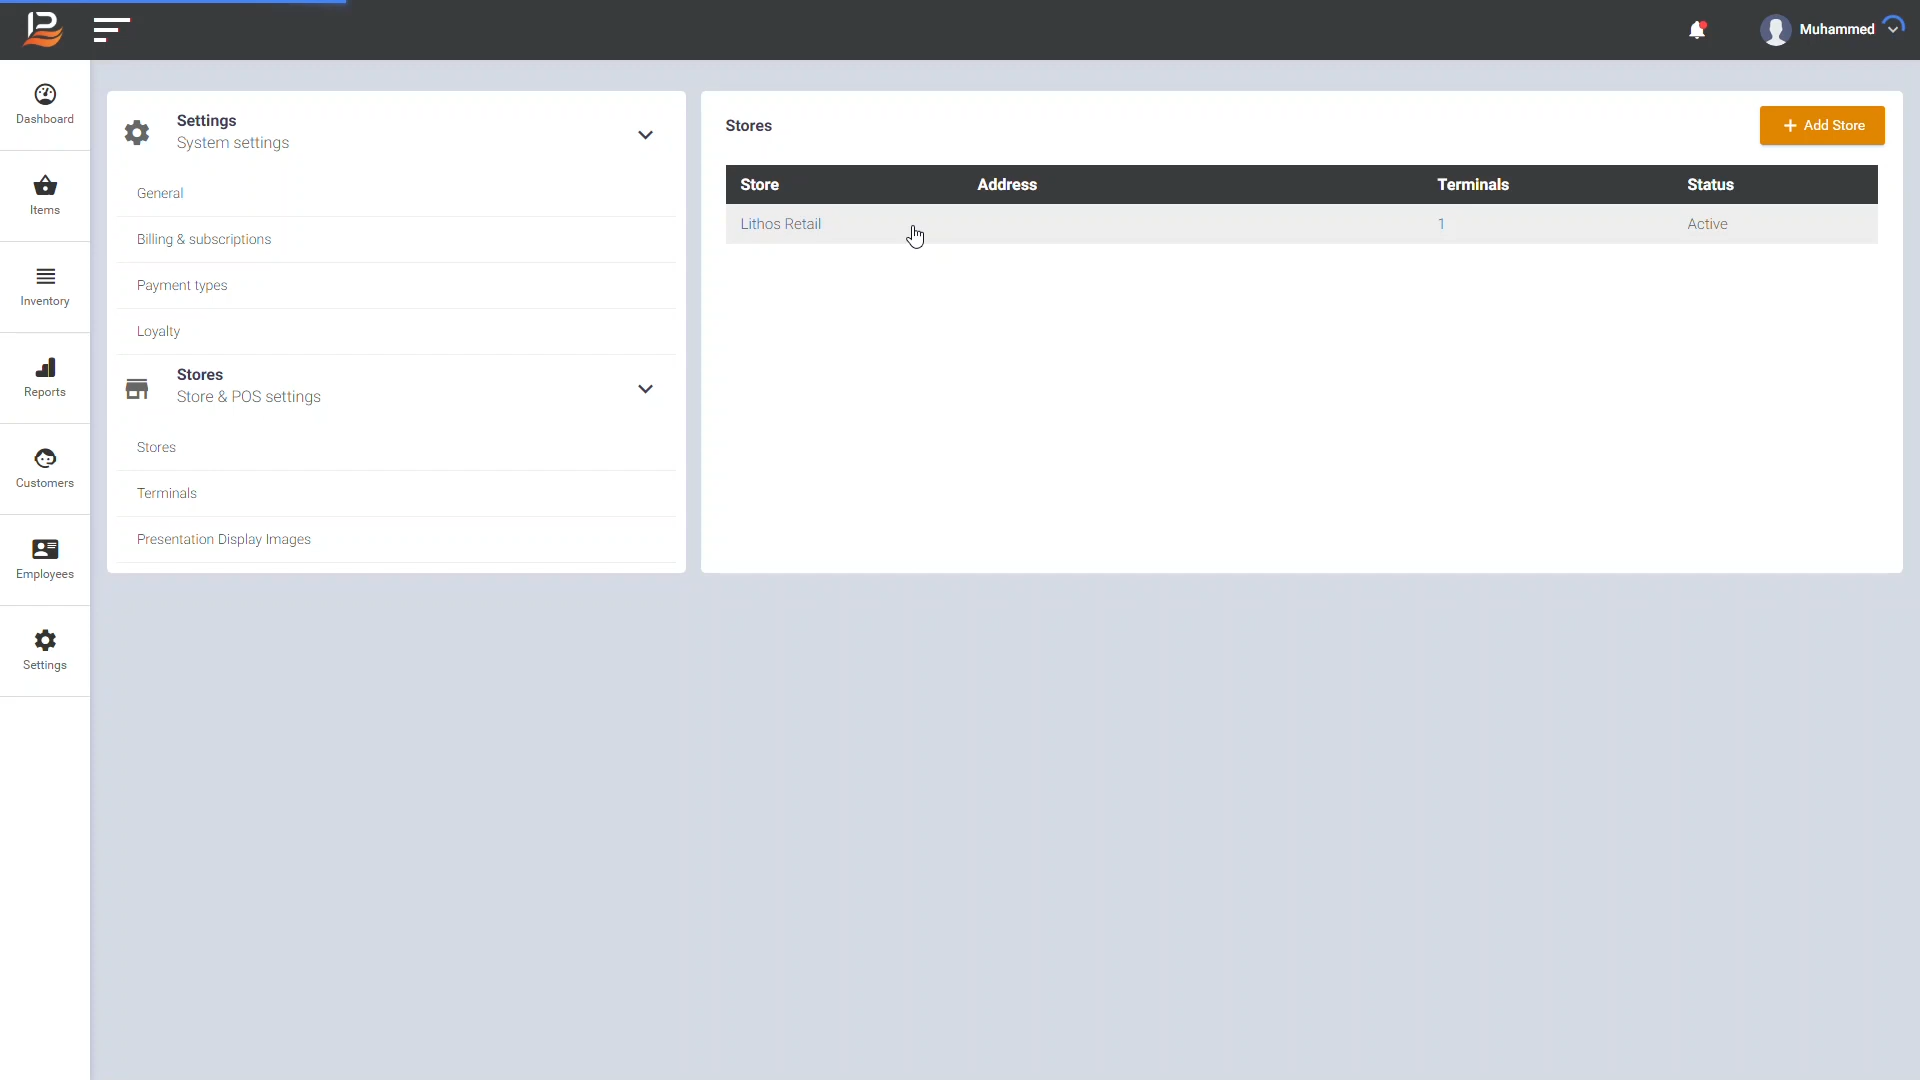 Muhammed
Dashboard
Items
Inventory
Reports
Customers
Employees
Settings
Settings
System settings
General
Billing & subscriptions
Payment types
Loyalty
Stores
Store & POS settings
Stores
Terminals
Presentation Display Images
Stores
+ Add Store
Store Address Terminals Status
Lithos Retail 1 Active